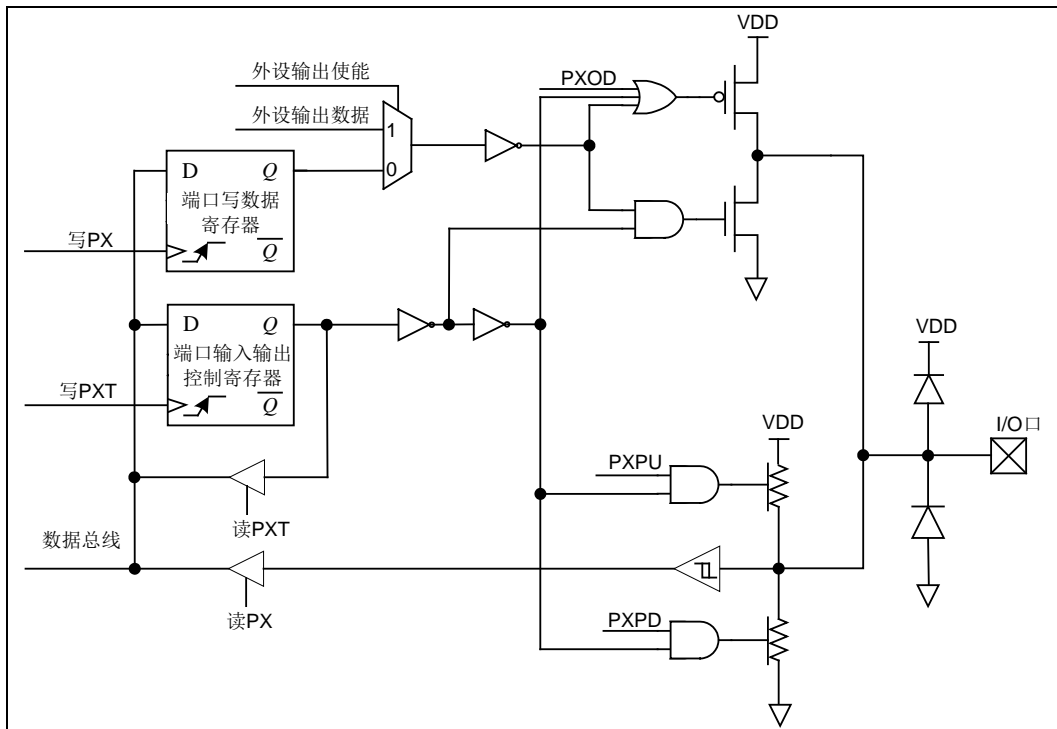 VDD
外设输出使能
PXOD
外设输出数据
1
D Q
0
端口写数据
寄存器
写PX
Q
D Q
端口输入输出
控制寄存器
VDD
写PXT
Q
VDD
I/O口
PXPU
读PXT
数据总线
读PX
PXPD